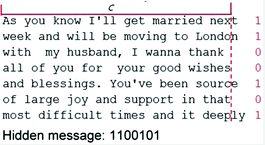 c
As you know I'll get married next 1
week and will be moving to London 1
with  my husband, I wanna thank 0
all of you for  your good wishes 0
and blessings. You've been source 1
of large joy and support in that 0
most difficult times and it deeply 1
Hidden message: 1100101